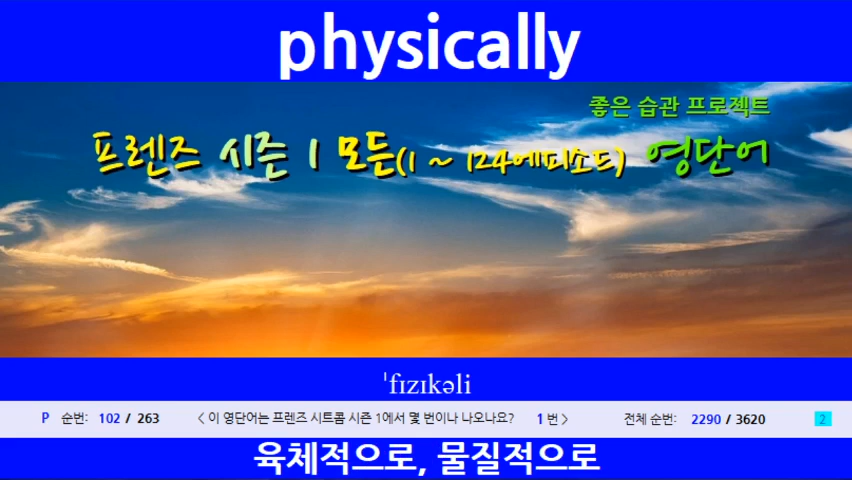 physically
좋은 습관 프로젝트
프렌즈 시즌 1 모든(1 ~ 124에피소드) 영단어
ˈfɪzɪkəli
P 순번: 102 / 263 < 이 영단어는 프렌즈 시트콤 시즌 1에서 몇 번이나 나오나요? 1 번 > 전체 순번: 2290 / 3620 2
육체적으로, 물질적으로